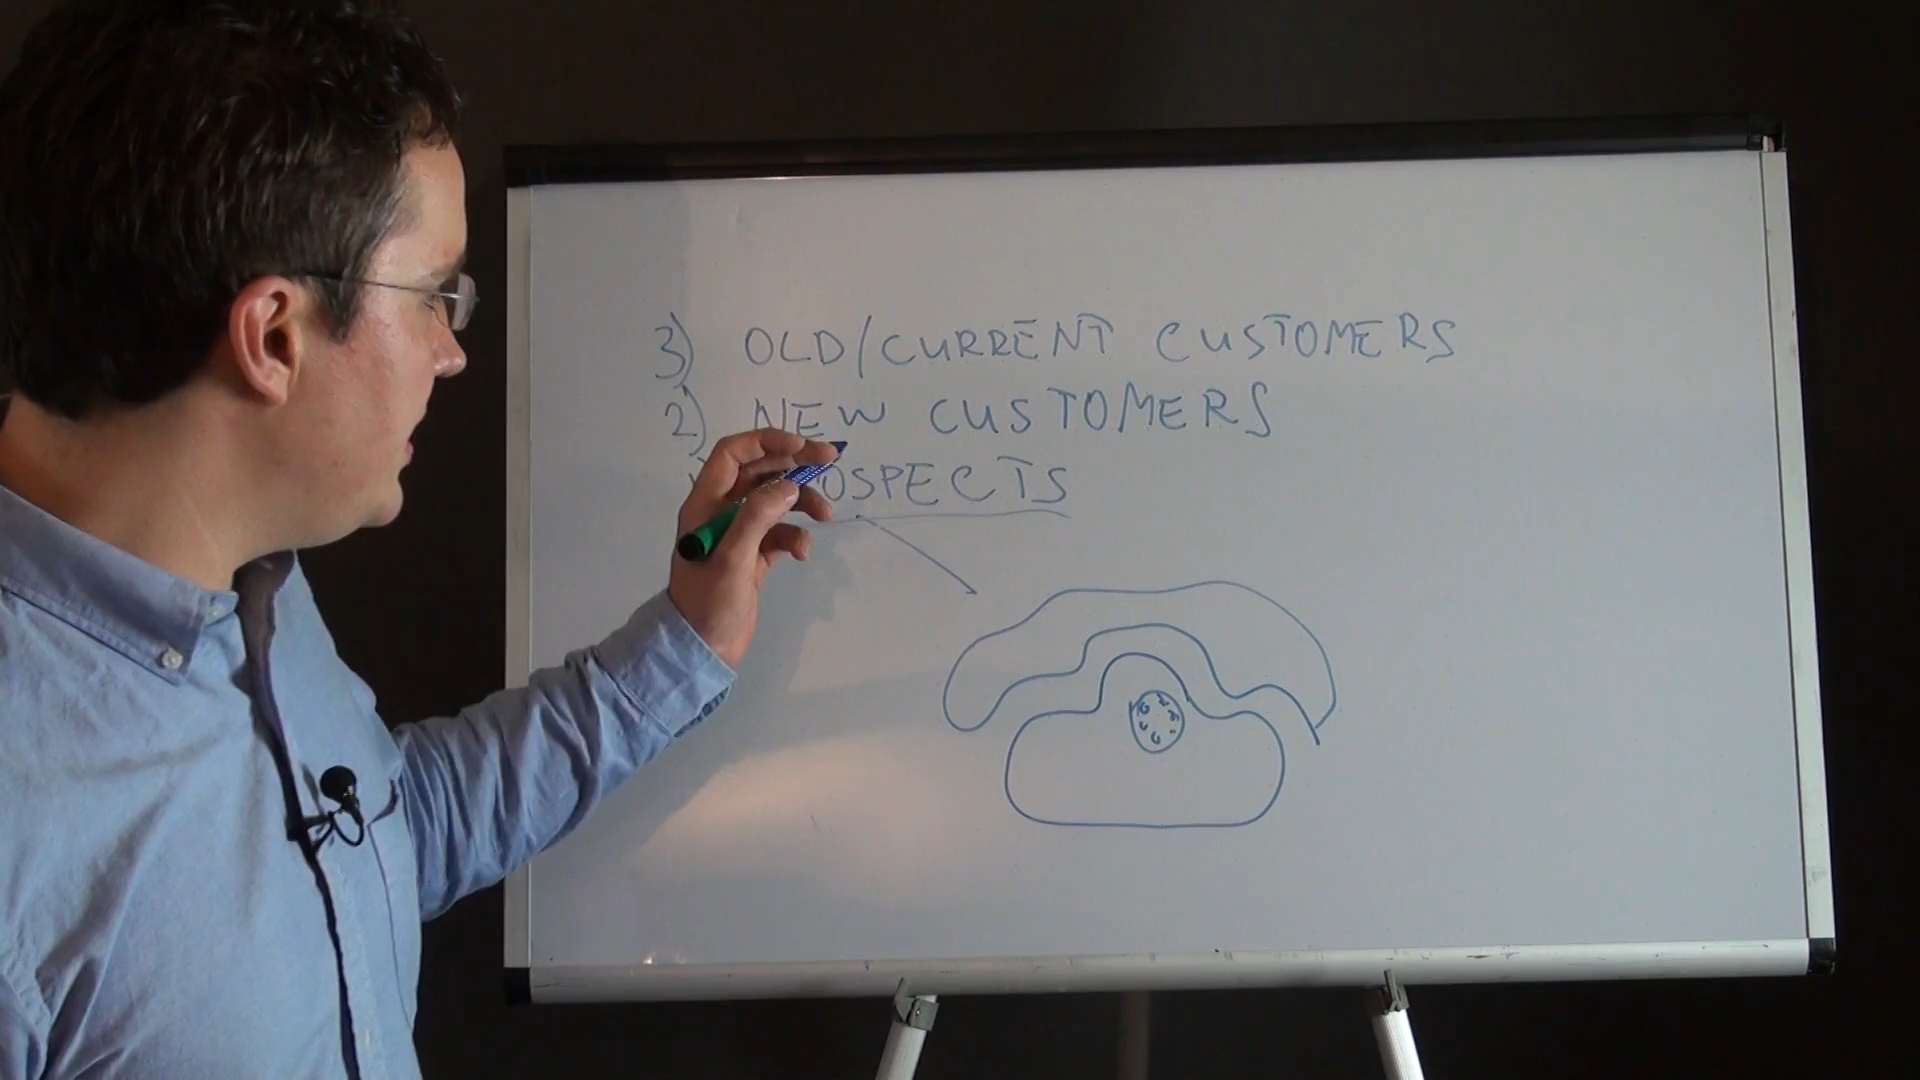 3) OLD/CURRENT CUSTOMERS
2) NEW CUSTOMERS
OSPECTS